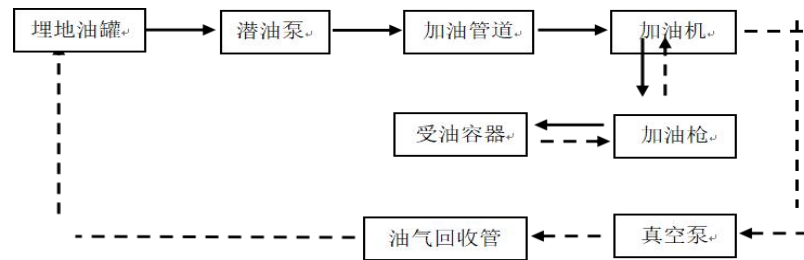 埋地油罐
潜油泵
加油管道
加油机
受油容器
加油枪
油气回收管
真空泵